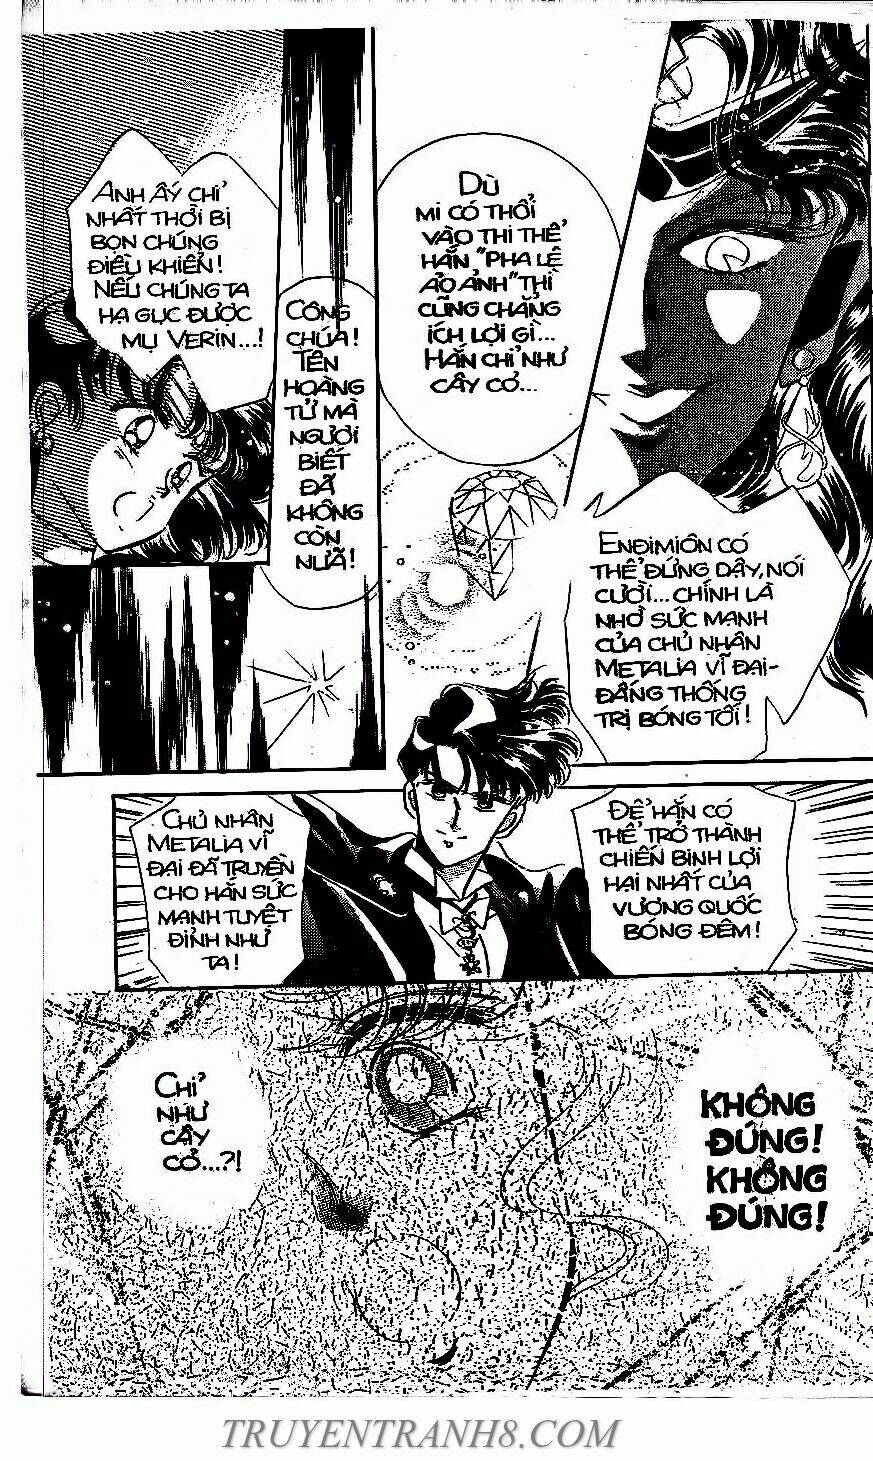 DÙ
MI CÓ THỔI
VÀO THI THỂ
HẮN "PHA LÊ
ẢO ẢNH" THÌ
CŨNG CHẲNG
ÍCH LỢI GÌ...
HẮN CHỈ NHƯ
CÂY CỎ...
ENĐIMIÔN CÓ
THỂ ĐỨNG DẬY, NÓI
CƯỜI... CHÍNH LÀ
NHỜ SỨC MẠNH
CỦA CHỦ NHÂN
METALIA VĨ ĐẠI-
ĐẤNG THỐNG
TRỊ BÓNG TỐI!
CÔNG
CHÚA!
TÊN
HOÀNG
TỬ MÀ
NGƯƠI
BIẾT
ĐÃ
KHÔNG
CÒN
NỮA!
ANH ẤY CHỈ
NHẤT THỜI BỊ
BỌN CHÚNG
ĐIỀU KHIỂN!
NẾU CHÚNG TA
HẠ GỤC ĐƯỢC
MỤ VERIN...!
ĐỂ HẮN CÓ
THỂ TRỞ THÀNH
CHIẾN BINH LỢI
HẠI NHẤT CỦA
VƯƠNG QUỐC
BÓNG ĐÊM!
CHỦ NHÂN
METALIA VĨ
ĐẠI ĐÃ TRUYỀN
CHO HẮN SỨC
MẠNH TUYỆT
ĐỈNH NHƯ
TA!
KHÔNG
ĐÚNG!
KHÔNG
ĐÚNG!
CHỈ
NHƯ
CÂY
CỎ...?!
TRUYENTRANH8.COM